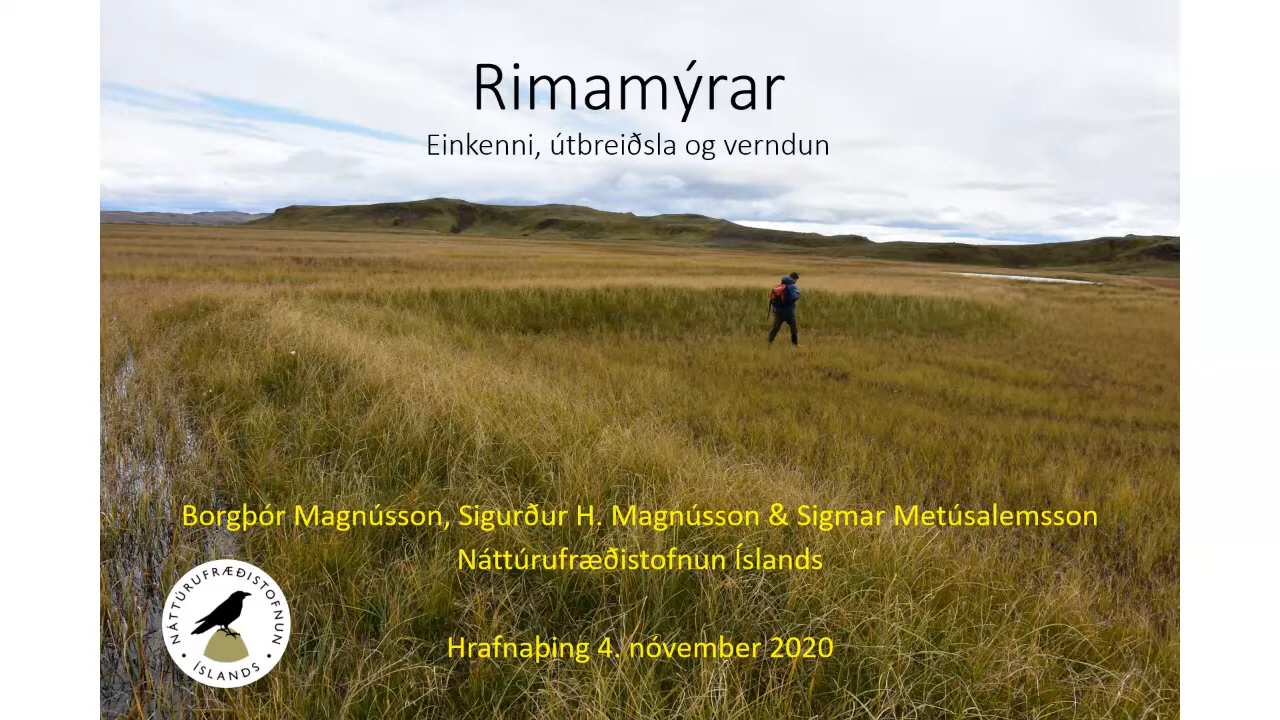 Rimamýrar
Einkenni, útbreiðsla og verndun
Borgþór Magnússon, Sigurður H. Magnússon & Sigmar Metúsalemsson
Náttúrufræðistofnun Íslands
NÁTTÚRUFRÆÐISTOFNUN
• ÍSLANDS •
Hrafnaþing 4. nóvember 2020